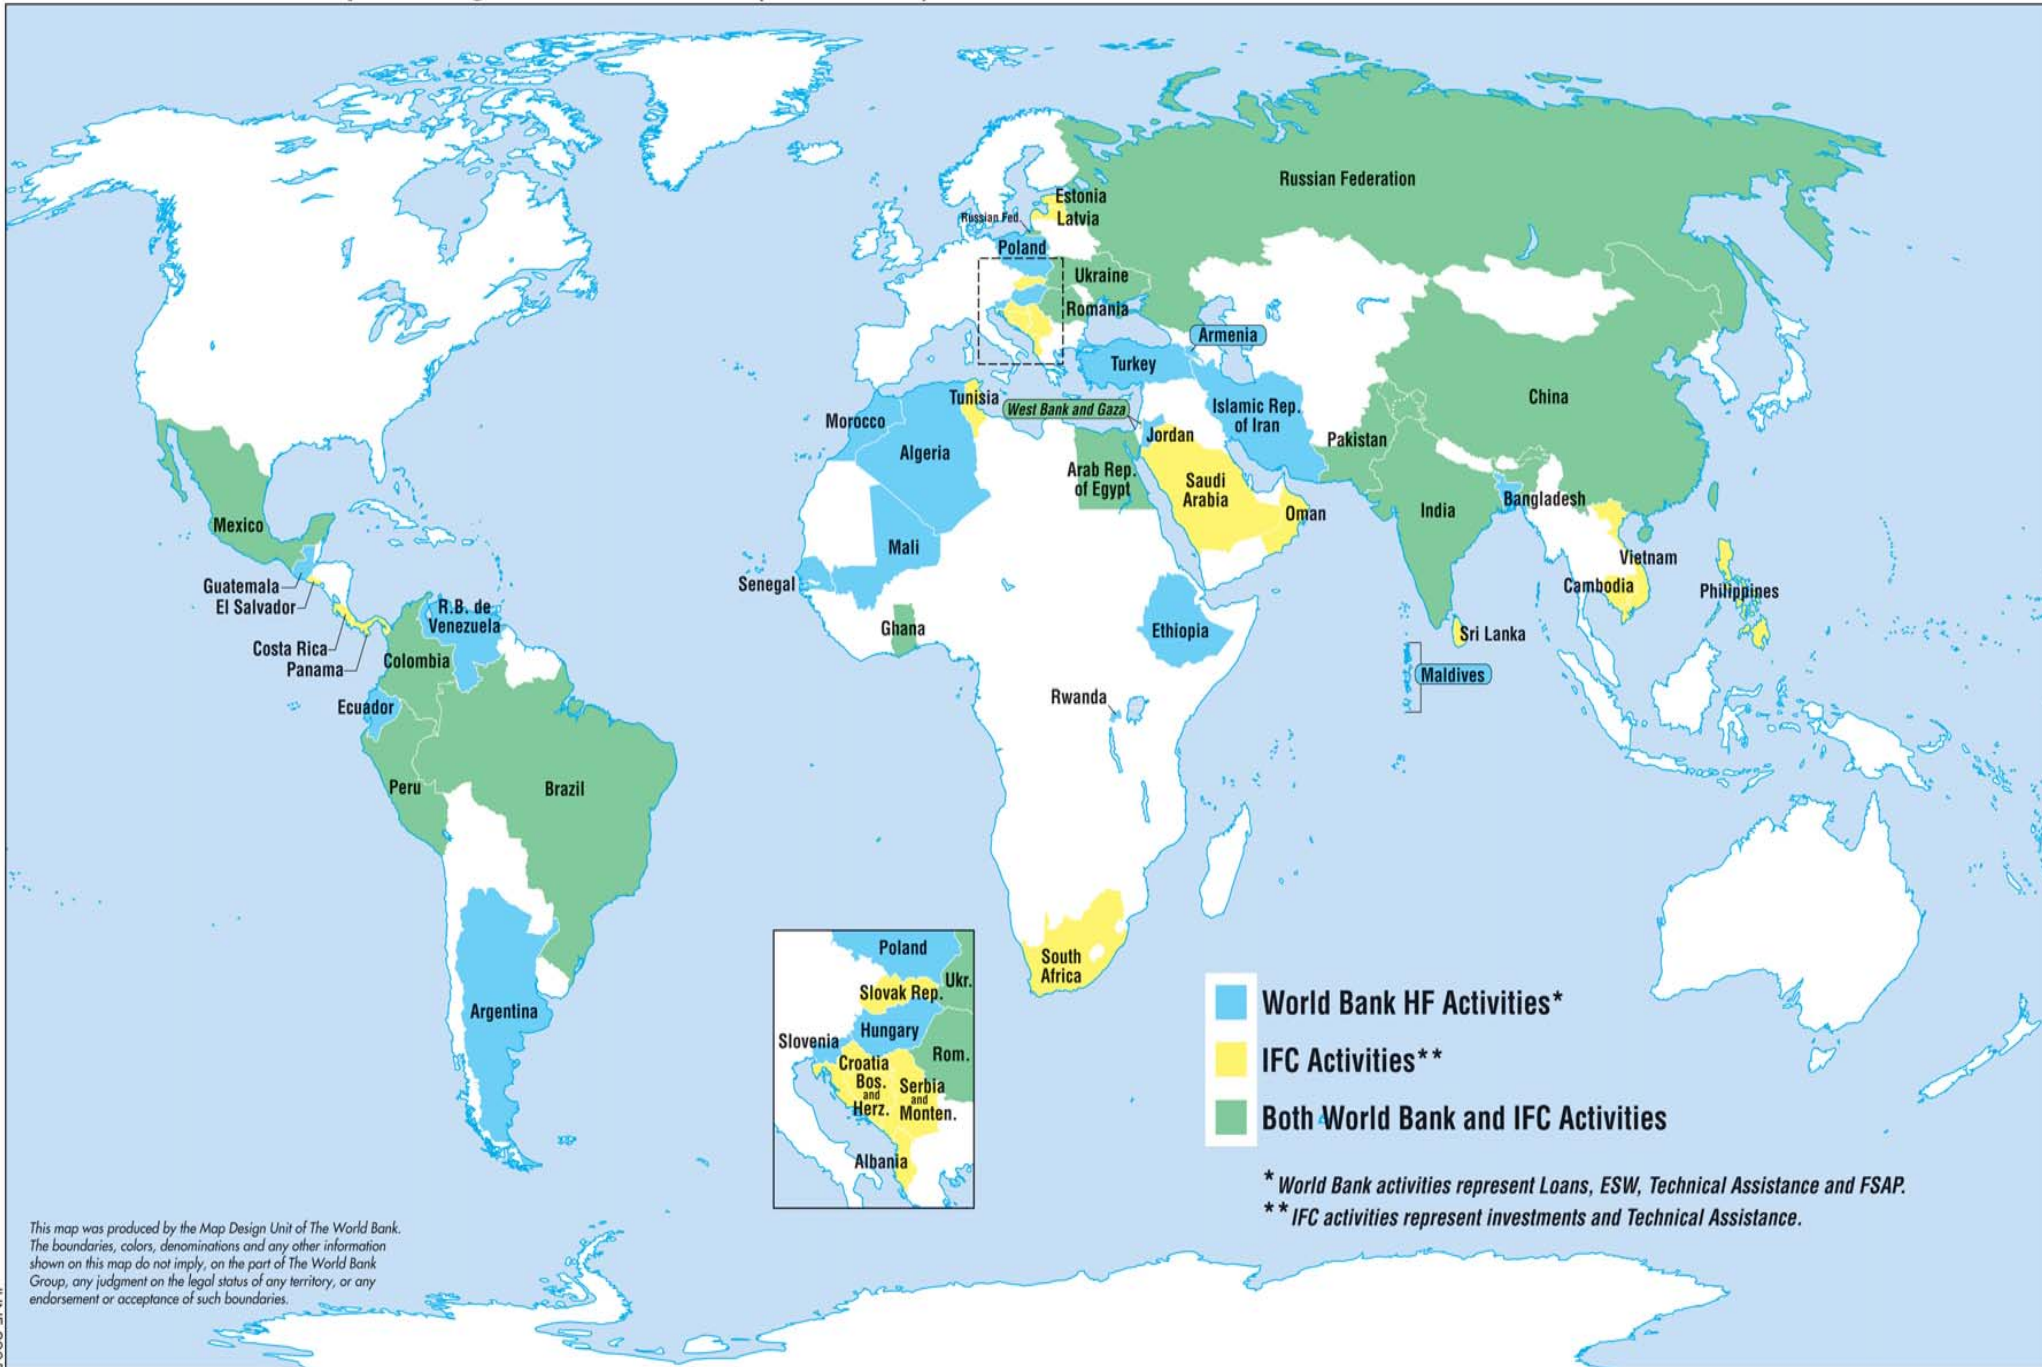 Russian Federation
Estonia
Latvia
Russian Fed.
Poland
Ukraine
Romania
Armenia
Turkey
Tunisia
West Bank and Gaza
Islamic Rep.
of Iran
China
Morocco
Algeria
Jordan
Pakistan
Arab Rep.
of Egypt
Saudi
Arabia
Oman
India
Bangladesh
Mexico
Mali
Vietnam
Senegal
Cambodia
Philippines
Guatemala
El Salvador
R.B. de
Venezuela
Ghana
Ethiopia
Sri Lanka
Costa Rica
Panama
Colombia
Maldives
Ecuador
Rwanda
Peru
Brazil
South
Africa
Argentina
Poland
Ukr.
Slovak Rep.
Hungary
Slovenia
Rom.
Croatia
Bos.
and
Herz.
Serbia
and
Monten.
Albania
World Bank HF Activities*
IFC Activities**
Both World Bank and IFC Activities
* World Bank activities represent Loans, ESW, Technical Assistance and FSAP.
** IFC activities represent investments and Technical Assistance.
This map was produced by the Map Design Unit of The World Bank.
The boundaries, colors, denominations and any other information
shown on this map do not imply, on the part of The World Bank
Group, any judgment on the legal status of any territory, or any
endorsement or acceptance of such boundaries.